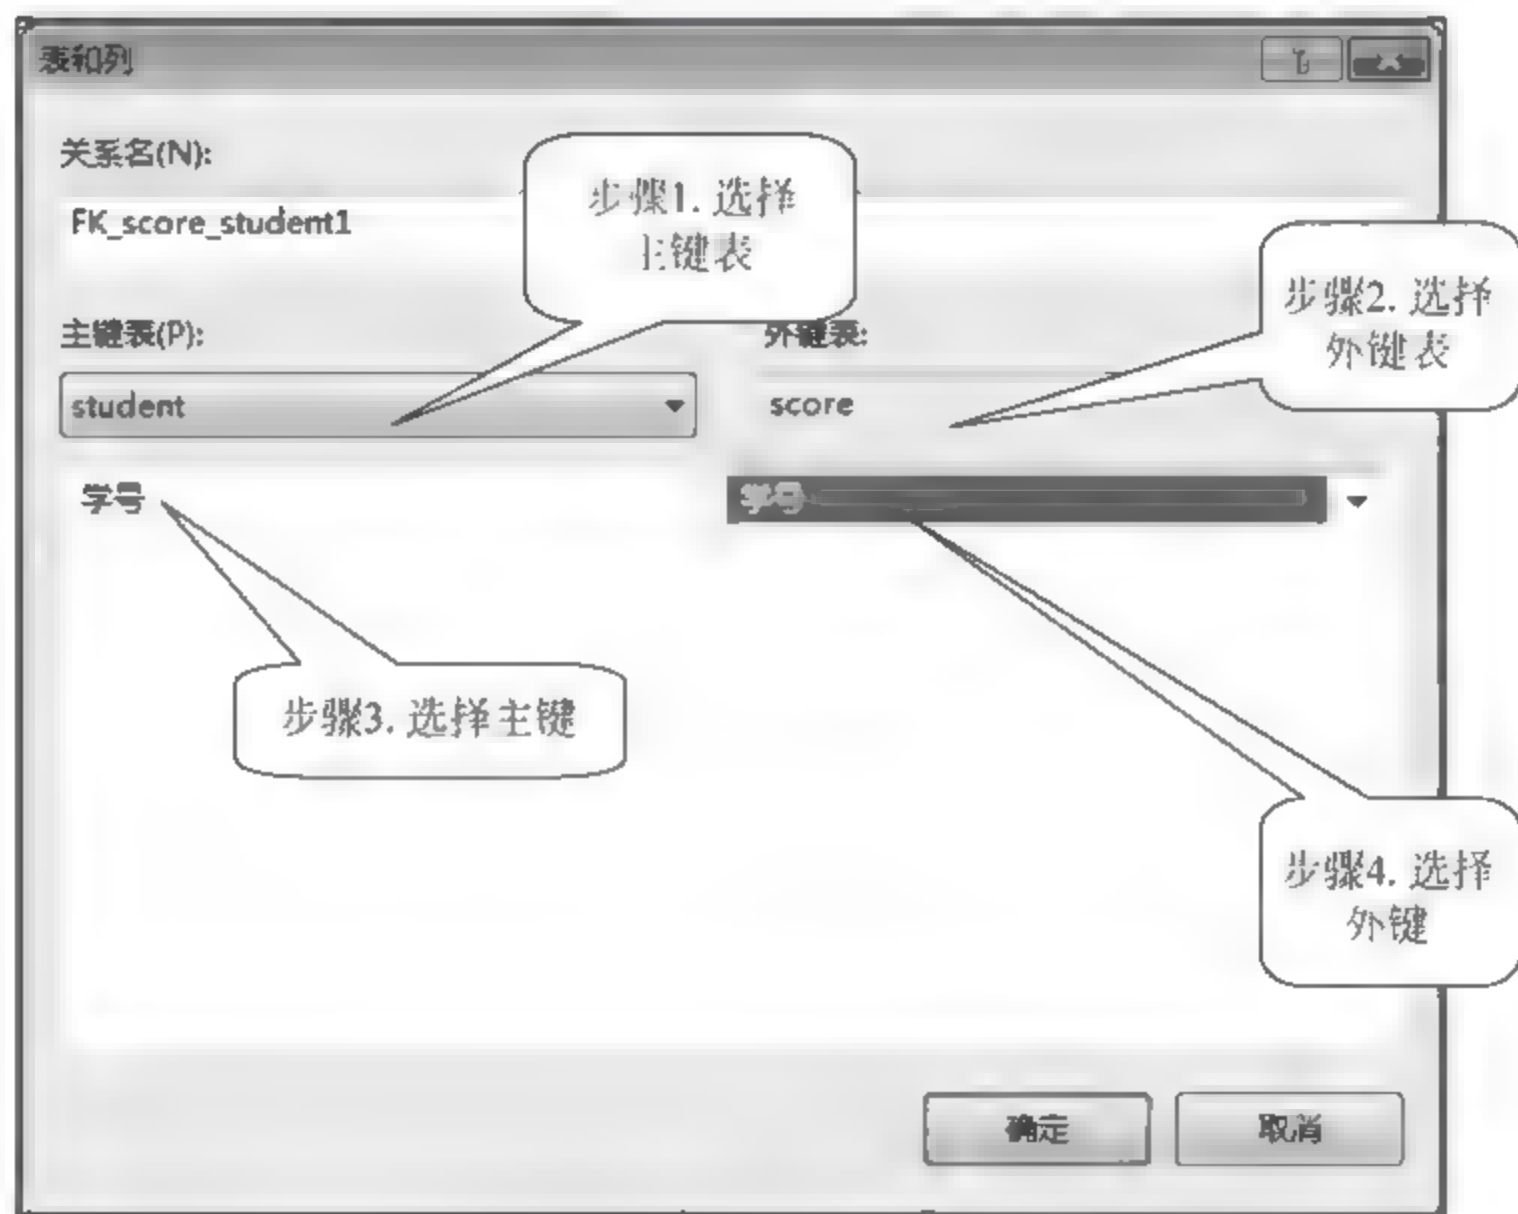 表和列
关系名(N):
FK_score_student1
步骤1. 选择
主键表
步骤2. 选择
外键表
主键表(P):
外键表:
student
score
学号
学号
步骤3. 选择主键
步骤4. 选择
外键
确定
取消